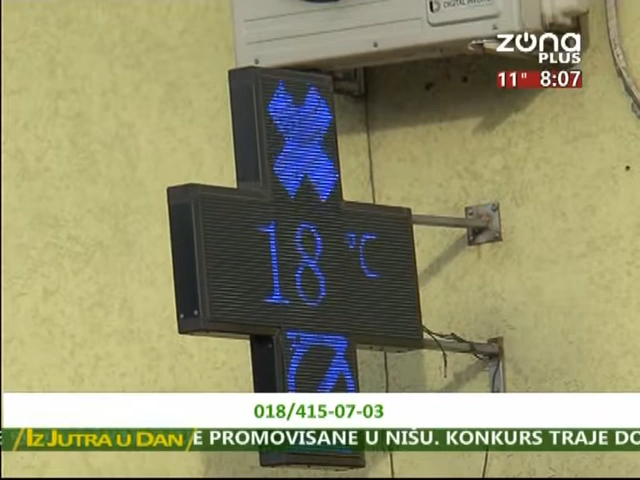 zona
PLUS
11° 8:07
18 °C
018/415-07-03
IZ JUTRA U DAN
E PROMOVISANE U NIŠU. KONKURS TRAJE DO